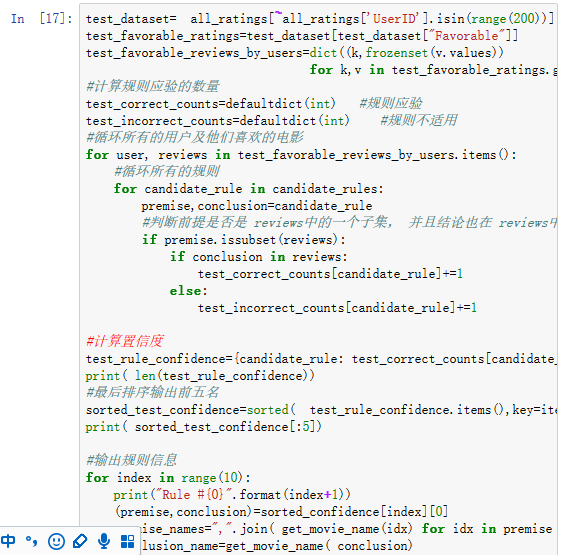 In [17]:
test_dataset= all_ratings[~all_ratings['UserID'].isin(range(200))]
test_favorable_ratings=test_dataset[test_dataset["Favorable"]]
test_favorable_reviews_by_users=dict((k,frozenset(v.values))
for k,v in test_favorable_ratings.g
#计算规则应验的数量
test_correct_counts=defaultdict(int) #规则应验
test_incorrect_counts=defaultdict(int) #规则不适用
#循环所有的用户及他们喜欢的电影
for user, reviews in test_favorable_reviews_by_users.items():
#循环所有的规则
for candidate_rule in candidate_rules:
premise,conclusion=candidate_rule
#判断前提是否是 reviews中的一个子集, 并且结论也在 reviews中
if premise.issubset(reviews):
if conclusion in reviews:
test_correct_counts[candidate_rule]+=1
else:
test_incorrect_counts[candidate_rule]+=1
#计算置信度
test_rule_confidence={candidate_rule: test_correct_counts[candidate_
print( len(test_rule_confidence))
#最后排序输出前五名
sorted_test_confidence=sorted( test_rule_confidence.items(),key=ite
print( sorted_test_confidence[:5])
#输出规则信息
for index in range(10):
print("Rule #{0}".format(index+1))
(premise,conclusion)=sorted_confidence[index][0]
mise_names=",".join( get_movie_name(idx) for idx in premise
clusion_name=get_movie_name( conclusion)
中